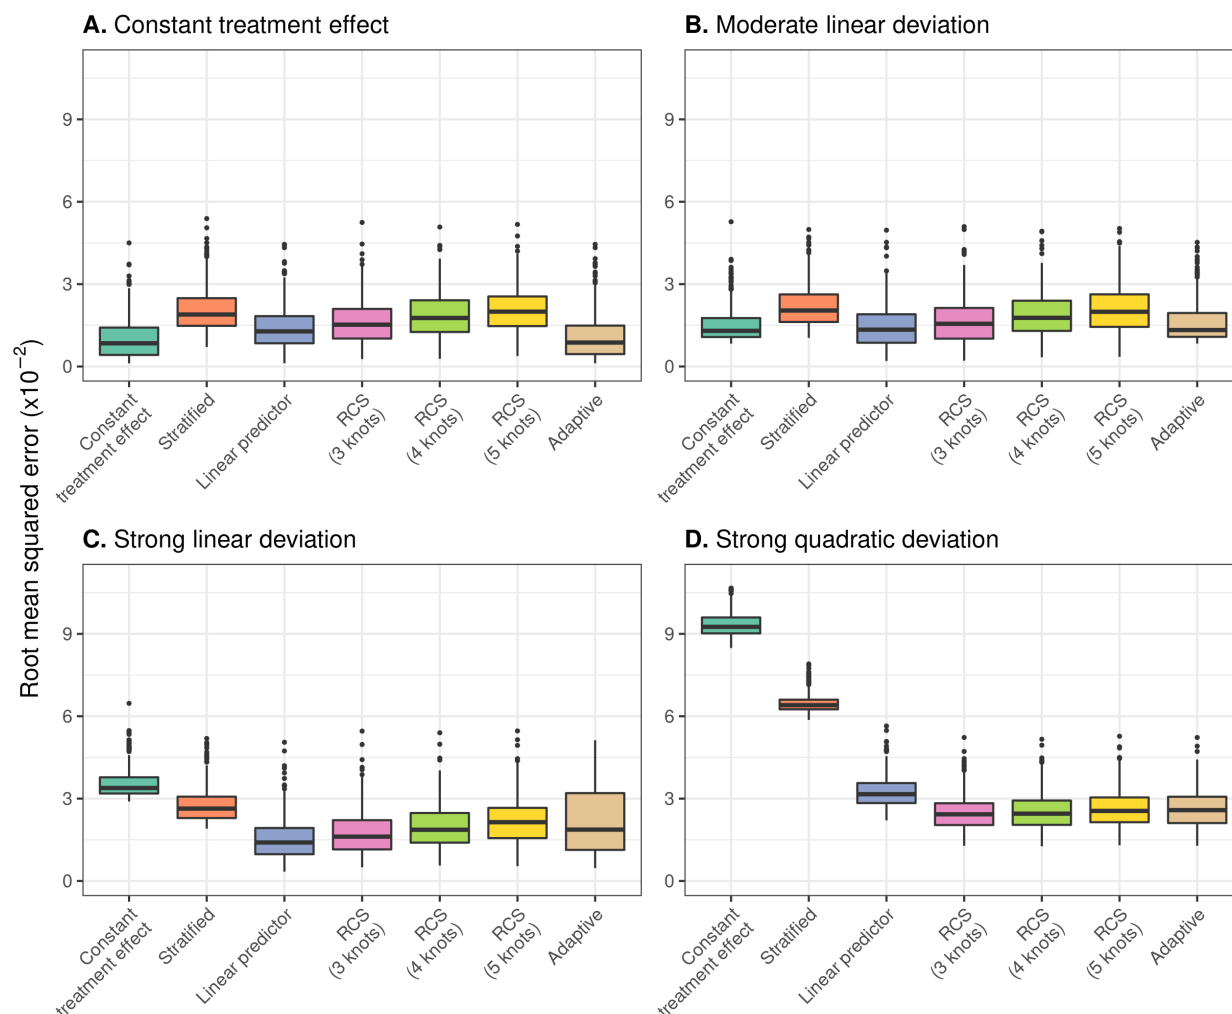 A. Constant treatment effect
B. Moderate linear deviation
Root mean squared error (x10⁻²)
9
6
3
0
Constant
treatment effect
Stratified
Linear predictor
RCS
(3 knots)
RCS
(4 knots)
RCS
(5 knots)
Adaptive
9
6
3
0
Constant
treatment effect
Stratified
Linear predictor
RCS
(3 knots)
RCS
(4 knots)
RCS
(5 knots)
Adaptive
C. Strong linear deviation
D. Strong quadratic deviation
9
6
3
0
Constant
treatment effect
Stratified
Linear predictor
RCS
(3 knots)
RCS
(4 knots)
RCS
(5 knots)
Adaptive
9
6
3
0
Constant
treatment effect
Stratified
Linear predictor
RCS
(3 knots)
RCS
(4 knots)
RCS
(5 knots)
Adaptive